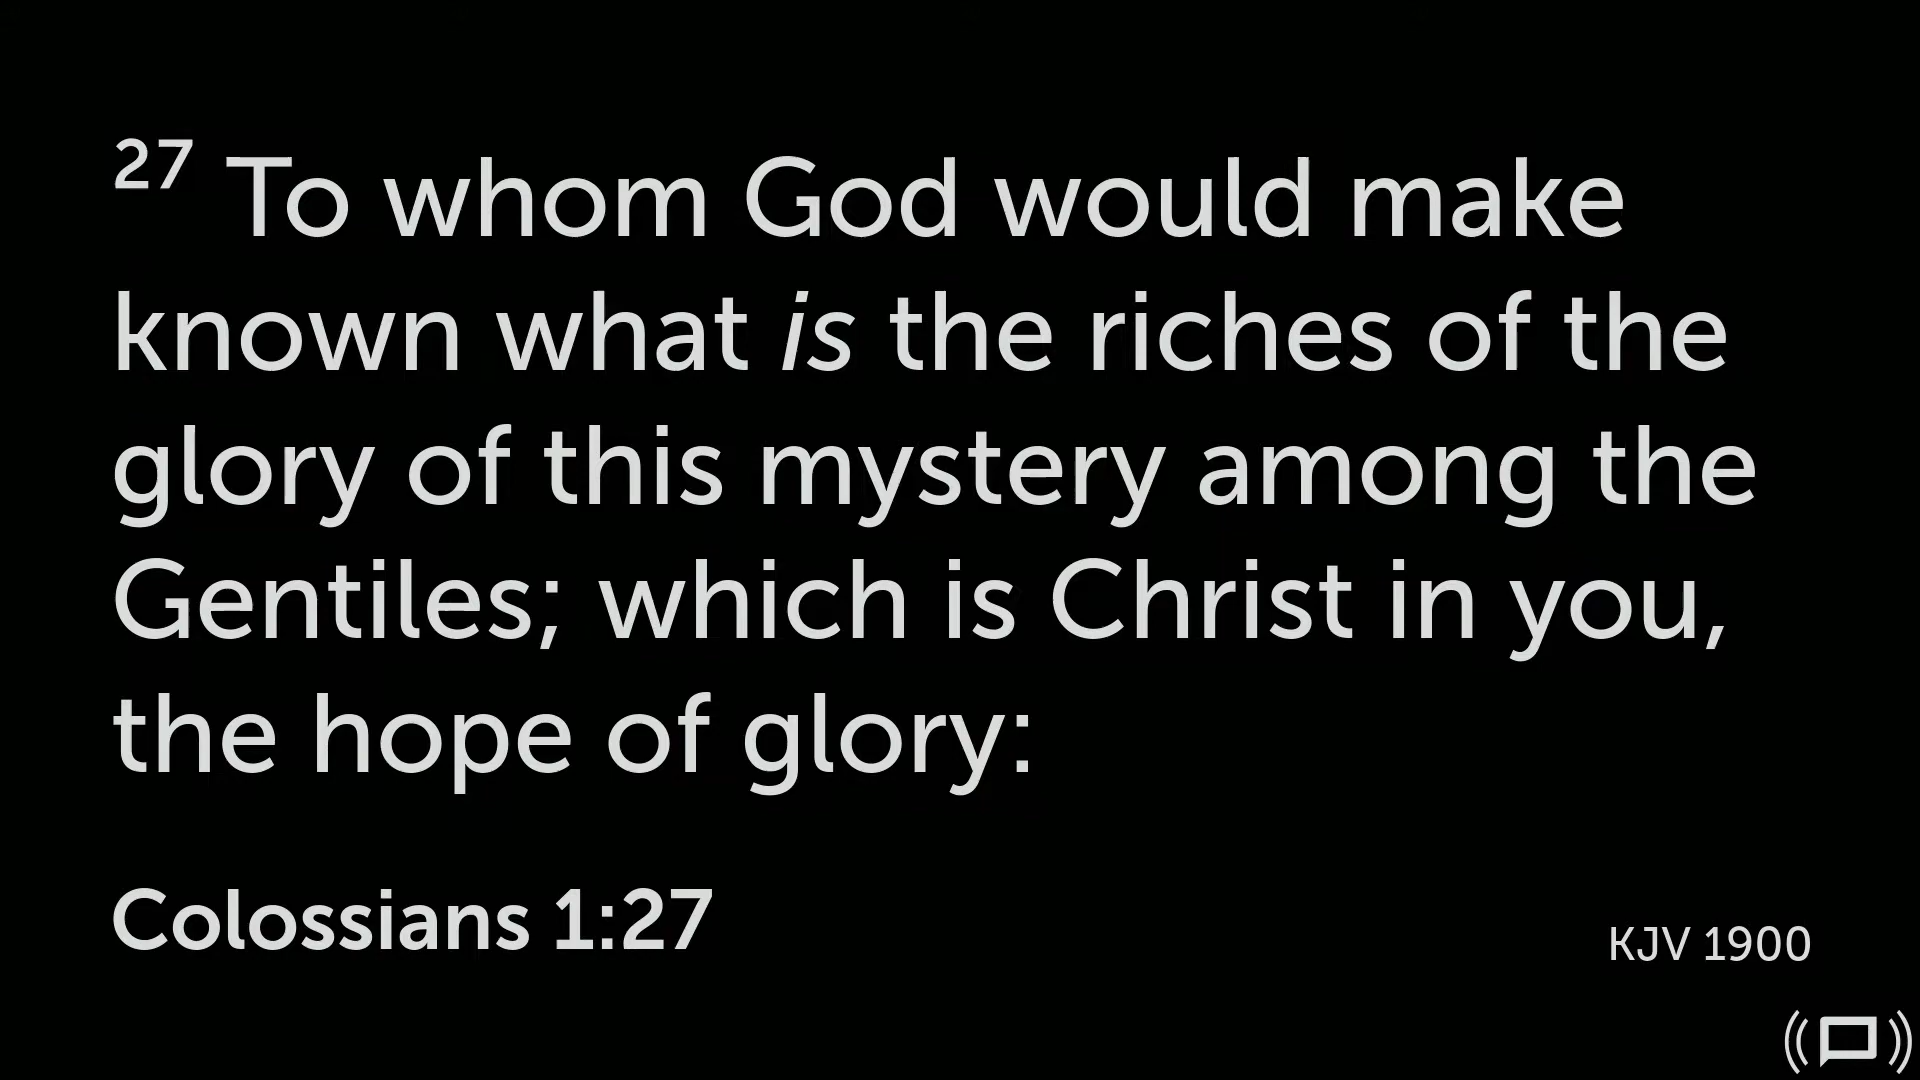 27 To whom God would make
known what is the riches of the
glory of this mystery among the
Gentiles; which is Christ in you,
the hope of glory:
Colossians 1:27
KJV 1900